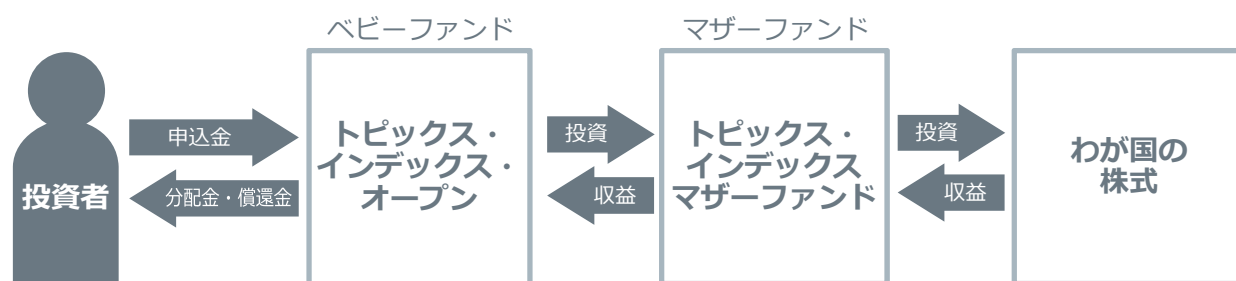 ベビーファンド
マザーファンド
投資者
申込金
分配金・償還金
トピックス・
インデックス・
オープン
投資
収益
トピックス・
インデックス
マザーファンド
投資
収益
わが国の
株式